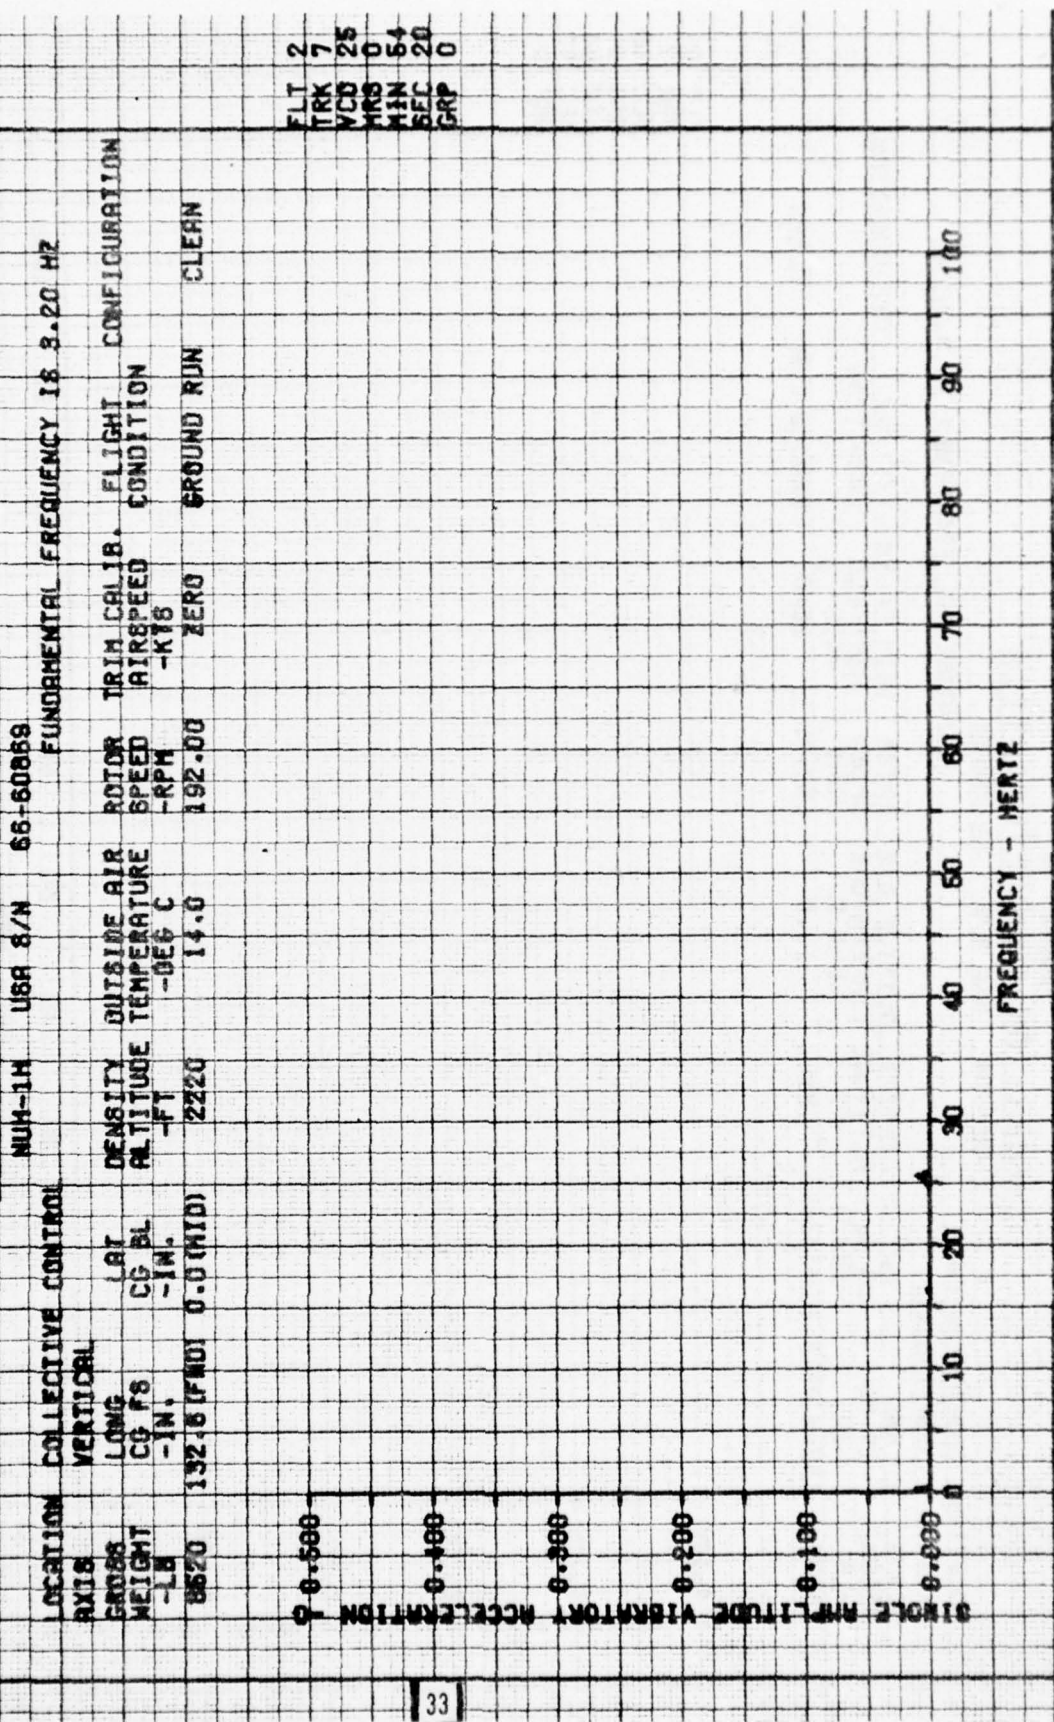 NUH-1H USA S/N 66-60869
LOCATION COLLECTIVE CONTROL
FUNDAMENTAL FREQUENCY IS 3.20 HZ
AXIS VERTICAL
GROSS LONG LAT DENSITY OUTSIDE AIR ROTOR TRIM CALIB. FLIGHT CONFIGURATION
WEIGHT CG FS CG BL ALTITUDE TEMPERATURE SPEED AIRSPEED CONDITION
-LB -IN. -IN. -FT -DEG C -RPM -KTS
132.8 (FWD) 0.0 (MID) 2220 14.0 192.00 ZERO GROUND RUN CLEAN
FLT 2
TRK 7
VCO 25
HRS 0
MIN 54
SEC 20
GRP 0
SINGLE AMPLITUDE VIBRATORY ACCELERATION -G
0.500
0.400
0.300
0.200
0.100
0.000
0 10 20 30 40 50 60 70 80 90 100
FREQUENCY - HERTZ
33